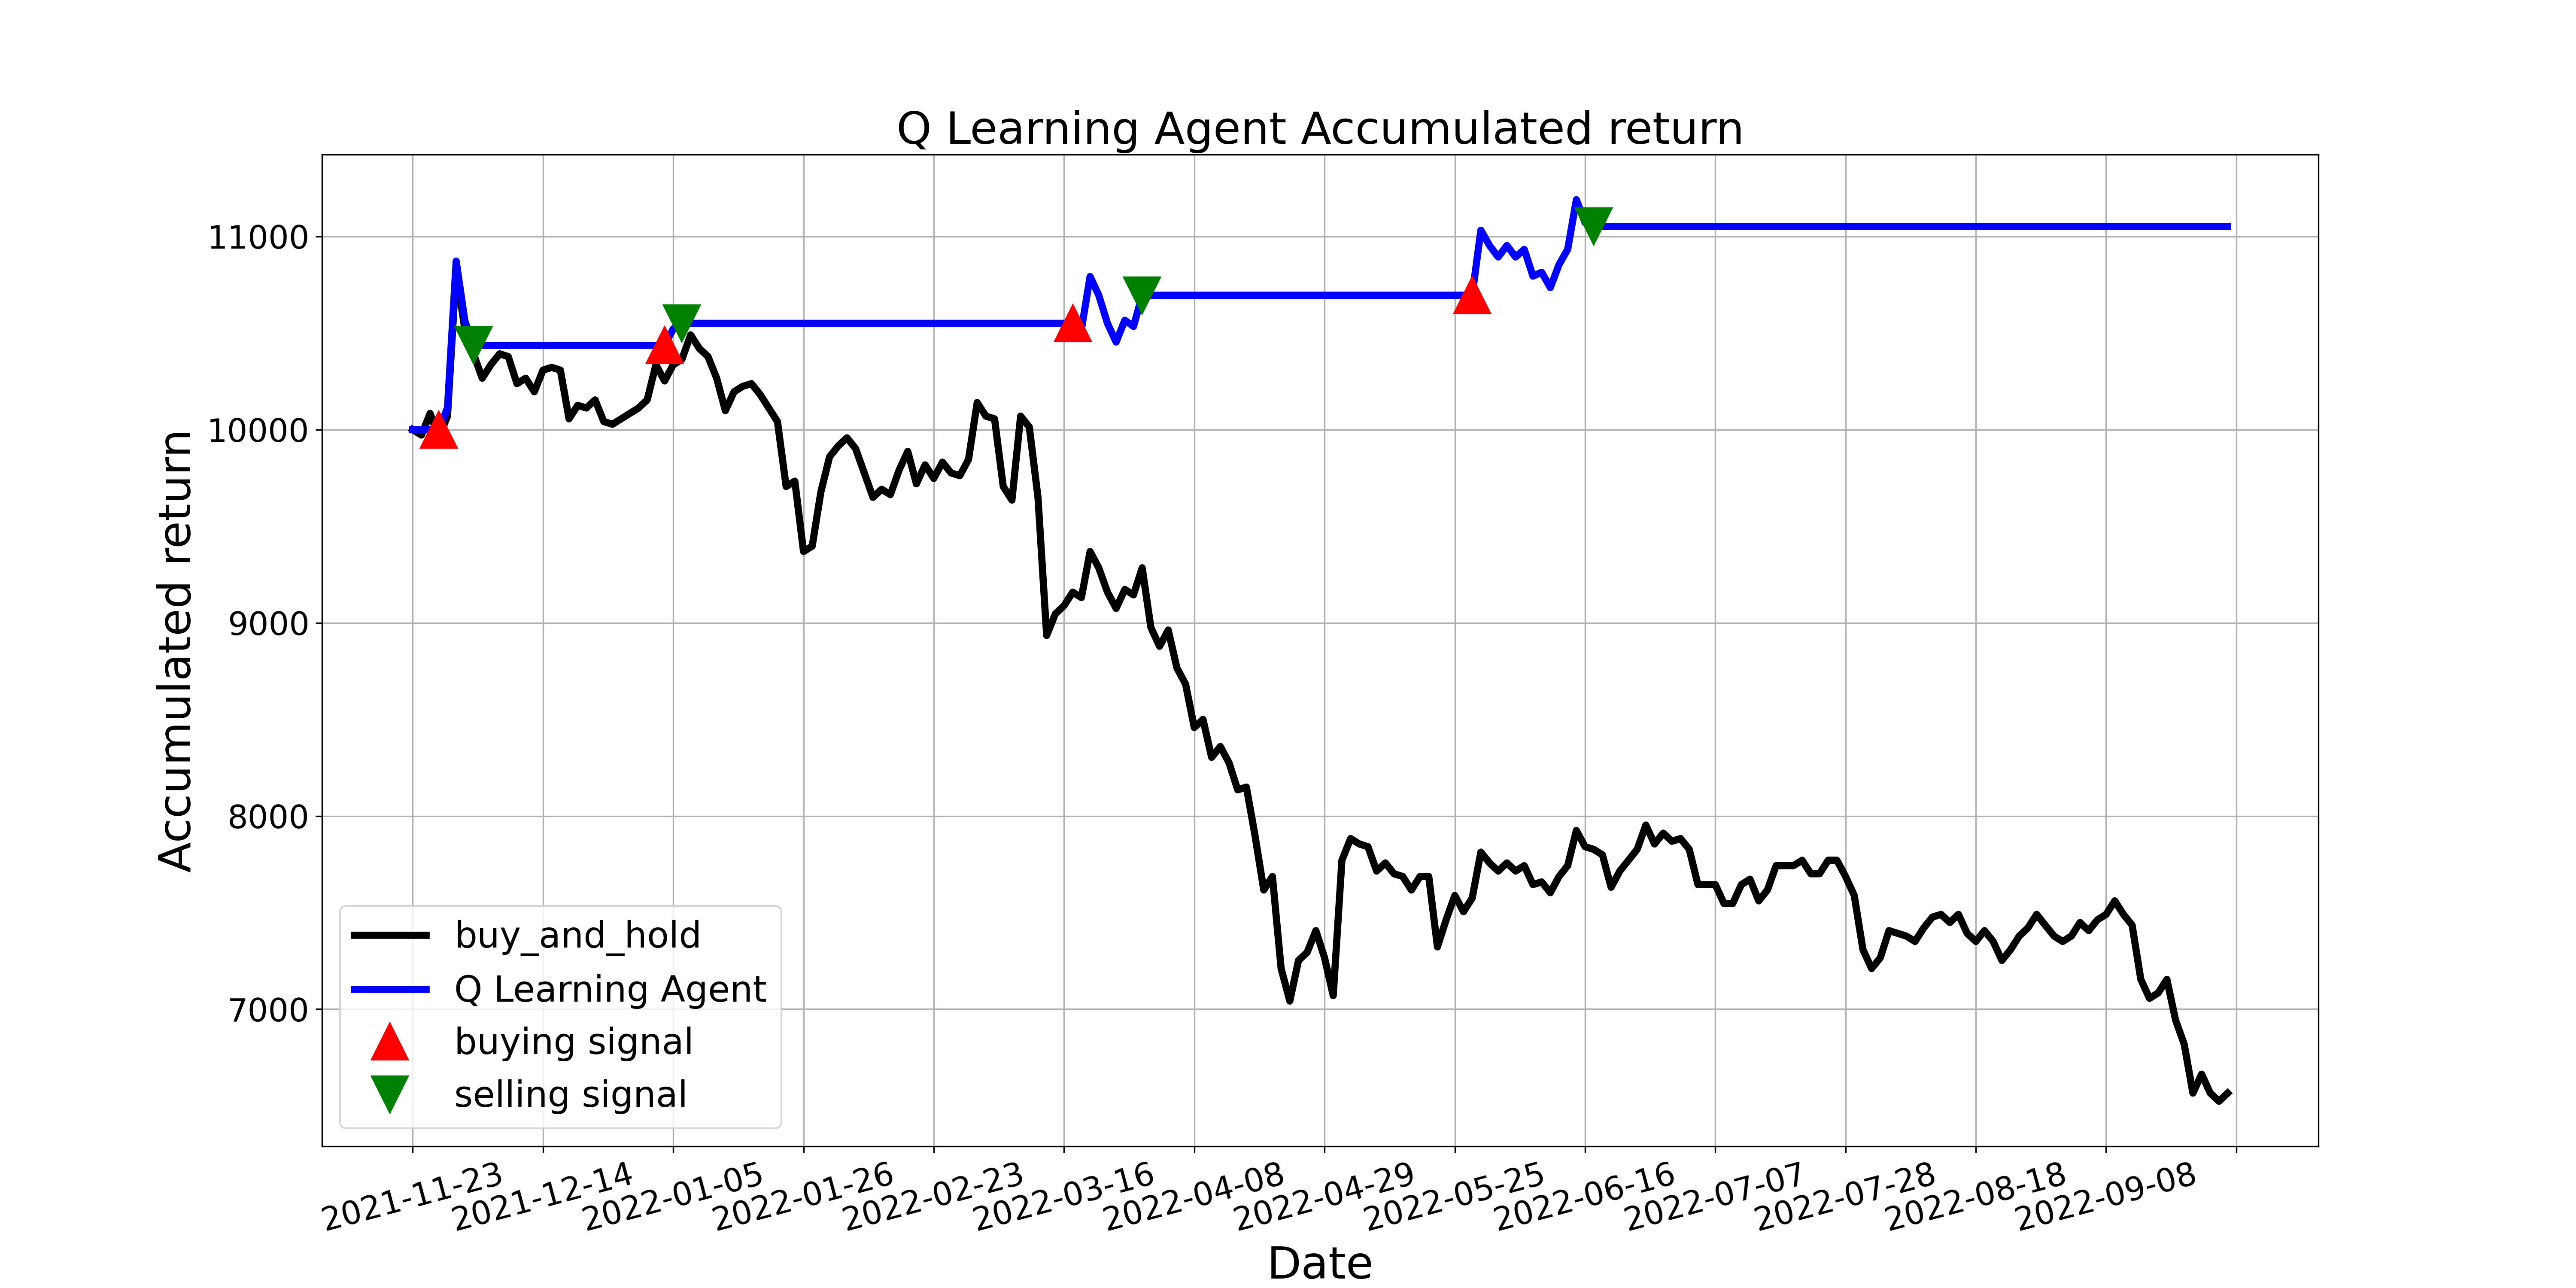 Q Learning Agent Accumulated return
Accumulated return
11000
10000
9000
8000
7000
buy_and_hold
Q Learning Agent
buying signal
selling signal
2021-11-23
2021-12-14
2022-01-05
2022-01-26
2022-02-23
2022-03-16
2022-04-08
2022-04-29
2022-05-25
2022-06-16
2022-07-07
2022-07-28
2022-08-18
2022-09-08
Date